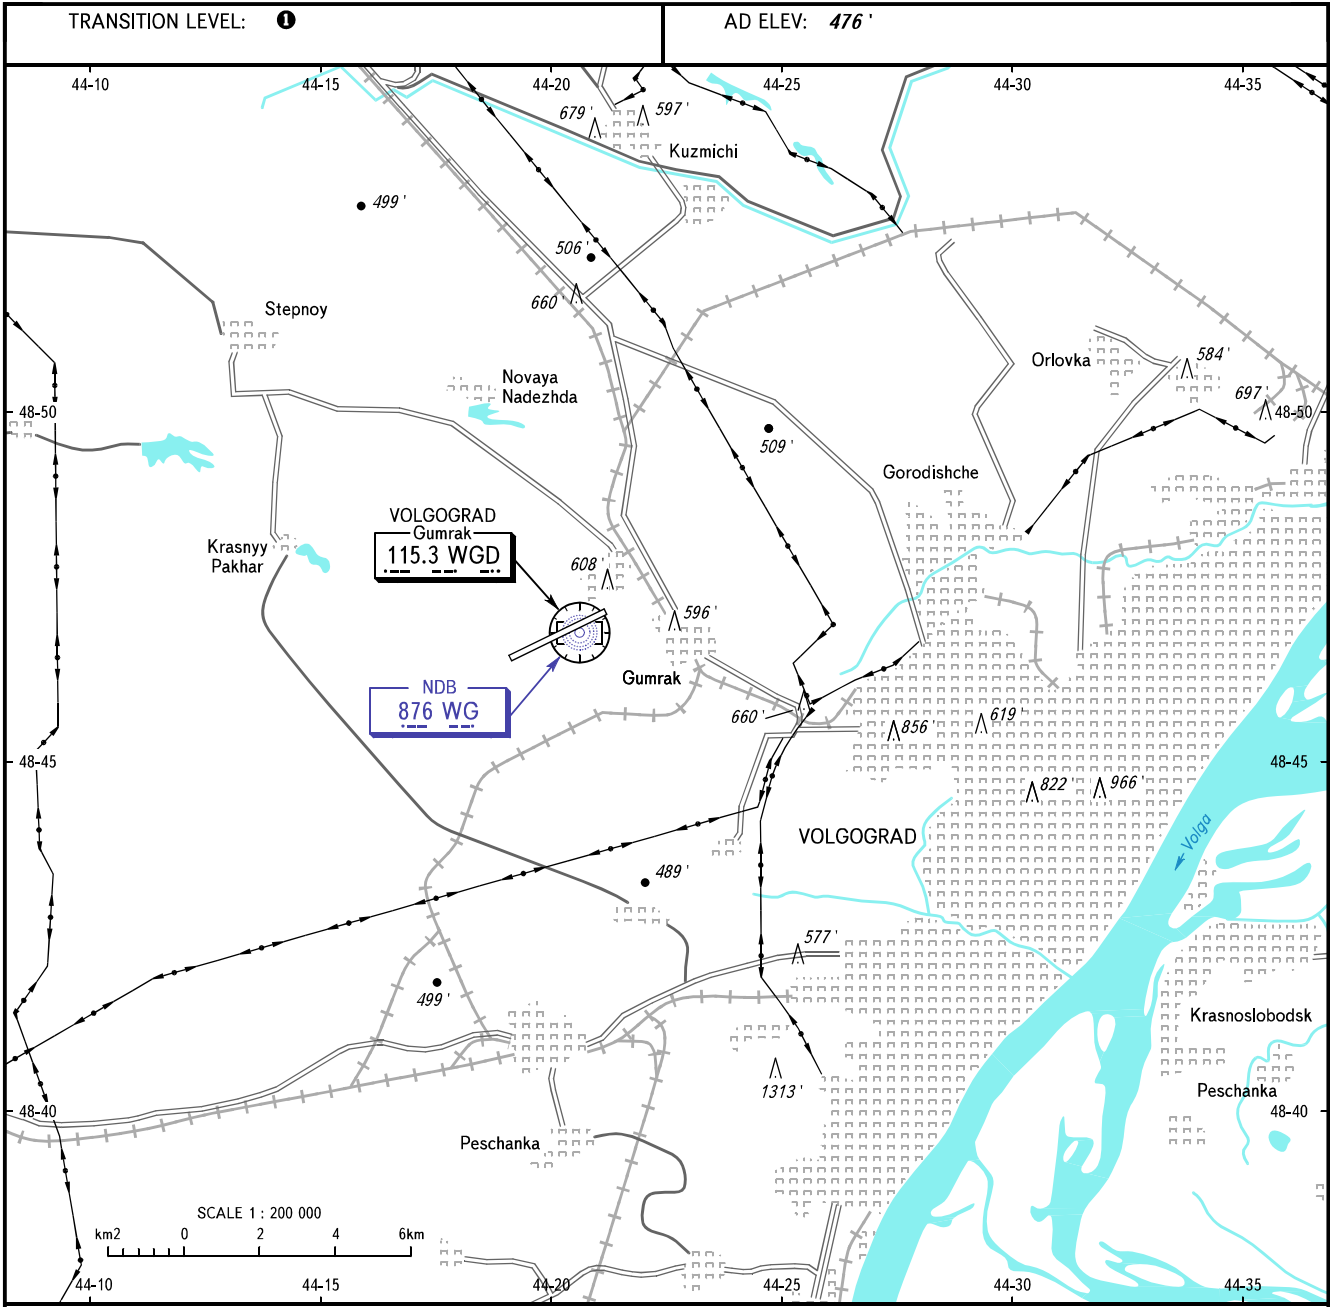 TRANSITION LEVEL: ❶
AD ELEV: 476 '
44-10 44-15 44-20 44-25 44-30 44-35
679 ' 597 '
Kuzmichi
499 '
506 '
660 '
Stepnoy
Orlovka
584 '
Novaya
Nadezhda
697 '
48-50 48-50
509 '
Gorodishche
VOLGOGRAD
Gumrak
115.3 WGD
Krasnyy
Pakhar
608 '
596 '
Gumrak
NDB
876 WG
660 '
856 '
619 '
48-45 48-45
822 '
966 '
Volga
VOLGOGRAD
489 '
577 '
499 '
Krasnoslobodsk
1313 '
Peschanka
48-40 48-40
Peschanka
SCALE 1 : 200 000
km2 0 2 4 6km
44-10 44-15 44-20 44-25 44-30 44-35